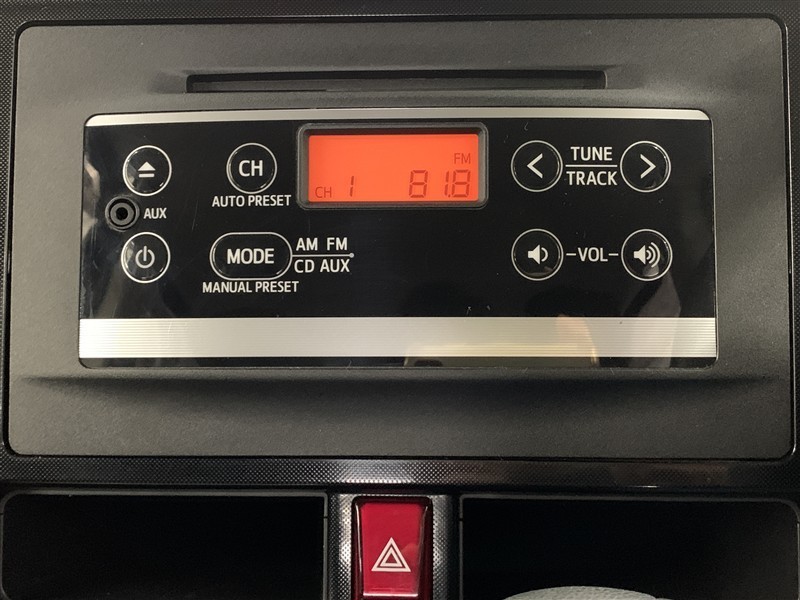 CH
AUTO PRESET
FM
CH 1 81.8
TUNE
TRACK
AUX
MODE
AM FM
CD AUX
MANUAL PRESET
-VOL-